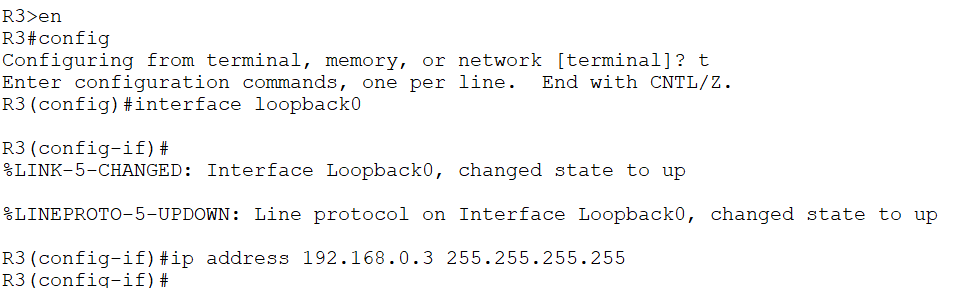 R3>en
R3#config
Configuring from terminal, memory, or network [terminal]? t
Enter configuration commands, one per line.  End with CNTL/Z.
R3(config)#interface loopback0
R3(config-if)#
%LINK-5-CHANGED: Interface Loopback0, changed state to up
%LINEPROTO-5-UPDOWN: Line protocol on Interface Loopback0, changed state to up
R3(config-if)#ip address 192.168.0.3 255.255.255.255
R3(config-if)#